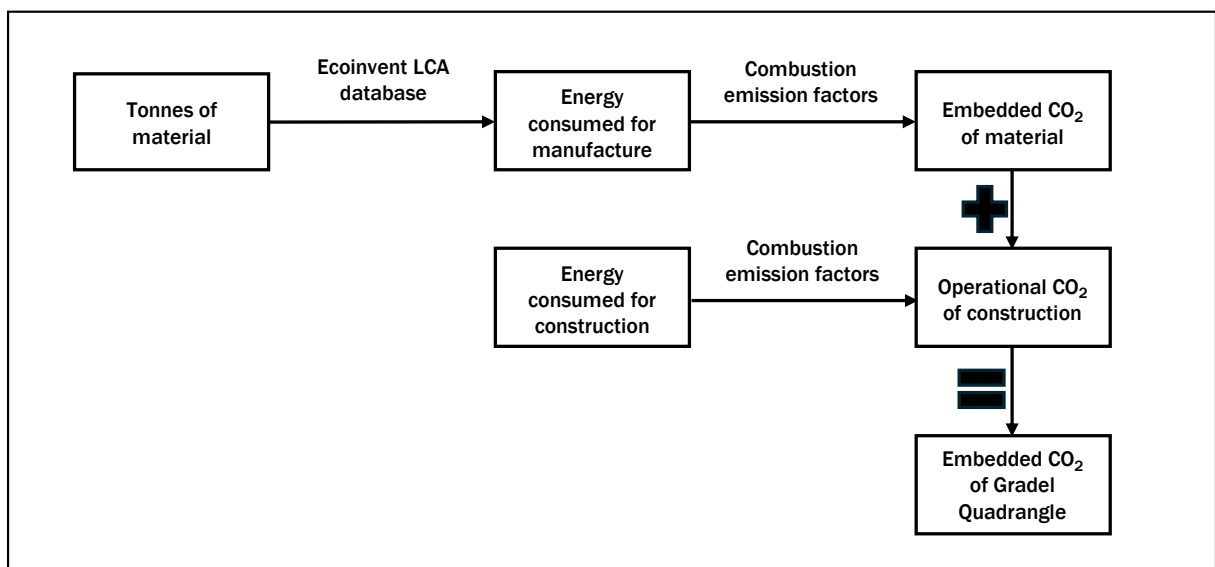 Ecoinvent LCA
database
Combustion
emission factors
Tonnes of
material
Energy
consumed for
manufacture
Embedded CO₂
of material
Combustion
emission factors
Energy
consumed for
construction
Operational CO₂
of construction
Embedded CO₂
of Gradel
Quadrangle